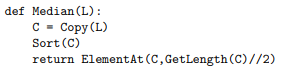 def Median(L):
    C = Copy(L)
    Sort(C)
    return ElementAt(C,GetLength(C)//2)